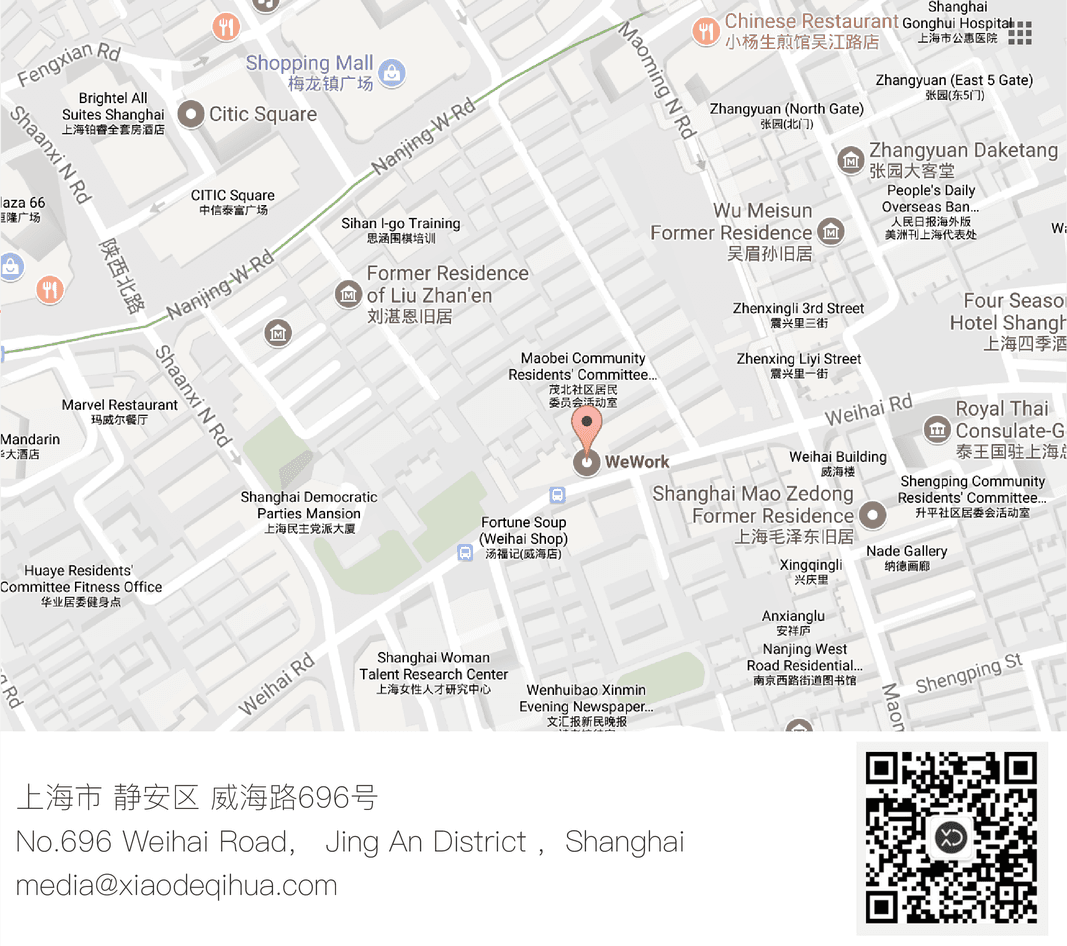 Shanghai
Gonghui Hospital
上海市公惠医院
Chinese Restaurant
小杨生煎馆吴江路店
Fengxian Rd
Shopping Mall
梅龙镇广场
Maoming N Rd
Zhangyuan (East 5 Gate)
张园(东5门)
Brightel All
Suites Shanghai
上海铂睿全套房酒店
Citic Square
Zhangyuan (North Gate)
张园(北门)
Shaanxi N Rd
Nanjing W Rd
Zhangyuan Daketang
张园大客堂
CITIC Square
中信泰富广场
People's Daily
Overseas Ban...
人民日报海外版
美洲刊上海代表处
laza 66
恒隆广场
Sihan I-go Training
思涵围棋培训
Wu Meisun
Former Residence
吴眉孙旧居
Wa
陕西北路
Nanjing W Rd
Former Residence
of Liu Zhan'en
刘湛恩旧居
Zhenxingli 3rd Street
震兴里三街
Four Seaso
Hotel Shangh
上海四季酒
Shaanxi N Rd
Maobei Community
Residents' Committee...
茂北社区居民
委员会活动室
Zhenxing Liyi Street
震兴里一街
Marvel Restaurant
玛威尔餐厅
Weihai Rd
Royal Thai
Consulate-G
泰王国驻上海总
Mandarin
华大酒店
WeWork
Weihai Building
威海楼
Shanghai Democratic
Parties Mansion
上海民主党派大厦
Shanghai Mao Zedong
Former Residence
上海毛泽东旧居
Shengping Community
Residents' Committee...
升平社区居委会活动室
Fortune Soup
(Weihai Shop)
汤福记(威海店)
Nade Gallery
纳德画廊
Huaye Residents'
Committee Fitness Office
华业居委健身点
Xingqingli
兴庆里
Anxianglu
安祥庐
Shanghai Woman
Talent Research Center
上海女性人才研究中心
Nanjing West
Road Residential...
南京西路街道图书馆
Weihai Rd
Shengping St
g Rd
Wenhuibao Xinmin
Evening Newspaper...
文汇报新民晚报
Maon
上海市 静安区 威海路696号
No.696 Weihai Road， Jing An District ， Shanghai
media@xiaodeqihua.com